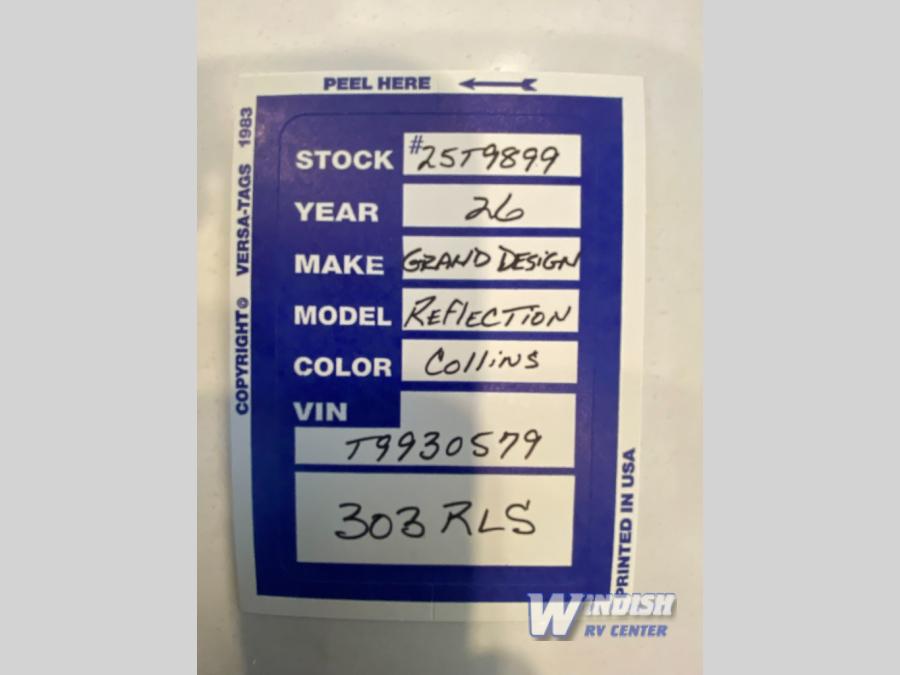 PEEL HERE
COPYRIGHT © VERSA-TAGS 1983
STOCK #25T9899
YEAR 26
MAKE GRAND DESIGN
MODEL REFLECTION
COLOR Collins
VIN
T9930579
303 RLS
PRINTED IN USA
WINDISH
RV CENTER